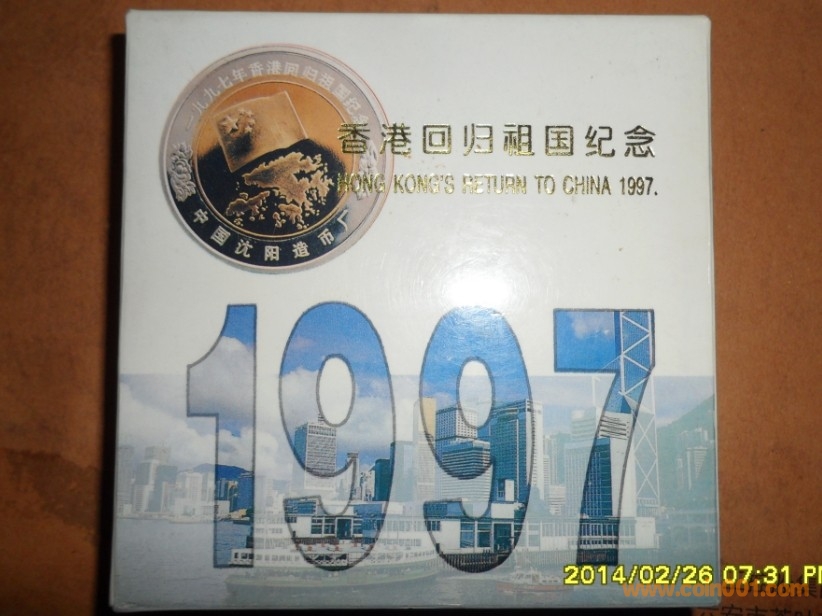 一九九七年香港回归祖国纪念
中国沈阳造币厂
香港回归祖国纪念
HONG KONG'S RETURN TO CHINA 1997.
1997
2014/02/26 07:31 PM
www.coin001.com